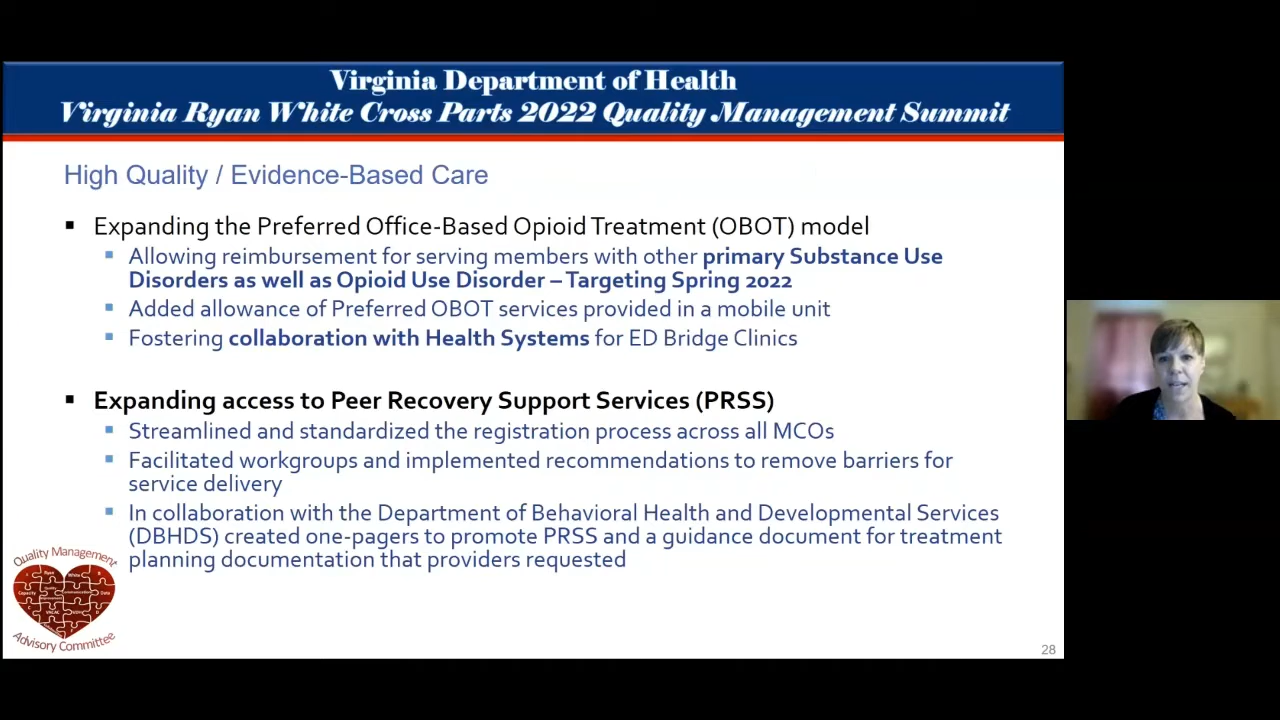 Virginia Department of Health
Virginia Ryan White Cross Parts 2022 Quality Management Summit
High Quality / Evidence-Based Care
▪ Expanding the Preferred Office-Based Opioid Treatment (OBOT) model
▪ Allowing reimbursement for serving members with other primary Substance Use
Disorders as well as Opioid Use Disorder – Targeting Spring 2022
▪ Added allowance of Preferred OBOT services provided in a mobile unit
▪ Fostering collaboration with Health Systems for ED Bridge Clinics
▪ Expanding access to Peer Recovery Support Services (PRSS)
▪ Streamlined and standardized the registration process across all MCOs
▪ Facilitated workgroups and implemented recommendations to remove barriers for
service delivery
▪ In collaboration with the Department of Behavioral Health and Developmental Services
(DBHDS) created one-pagers to promote PRSS and a guidance document for treatment
planning documentation that providers requested
Quality Management
Ryan White
Capacity
Data
Advisory Committee
28